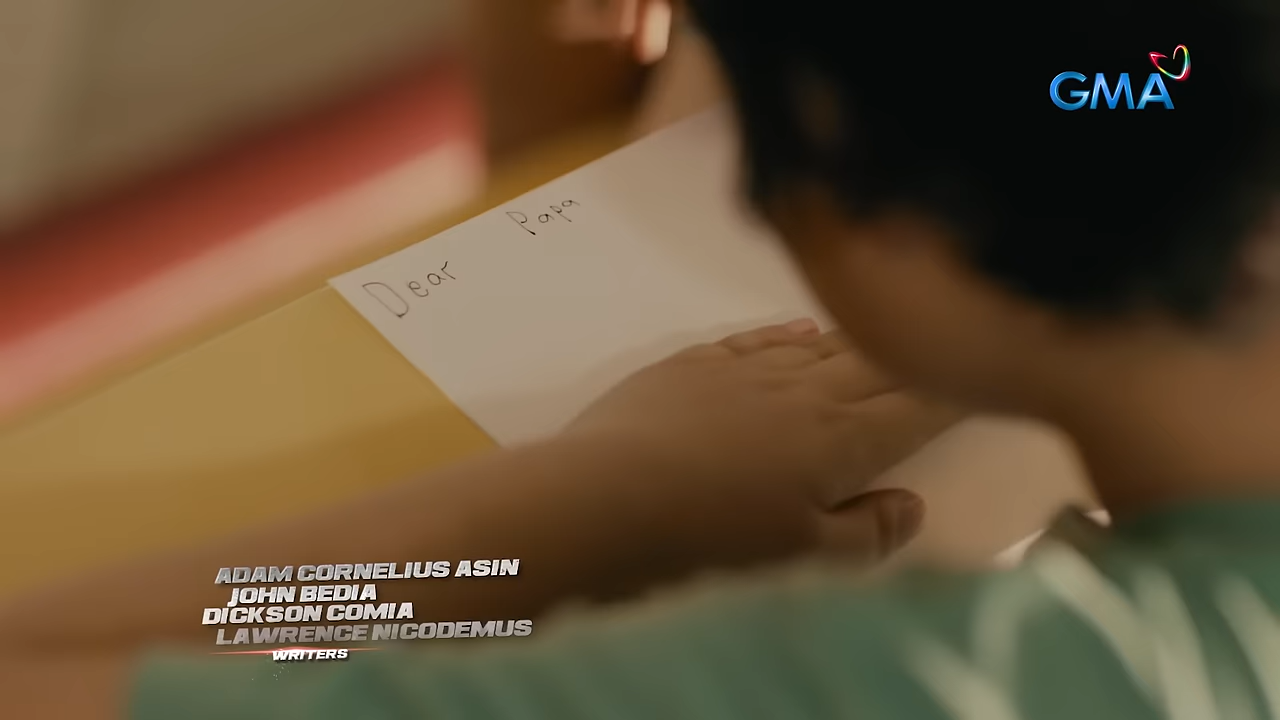 GMA
Dear Papa
ADAM CORNELIUS ASIN
JOHN BEDIA
DICKSON COMIA
LAWRENCE NICODEMUS
WRITERS